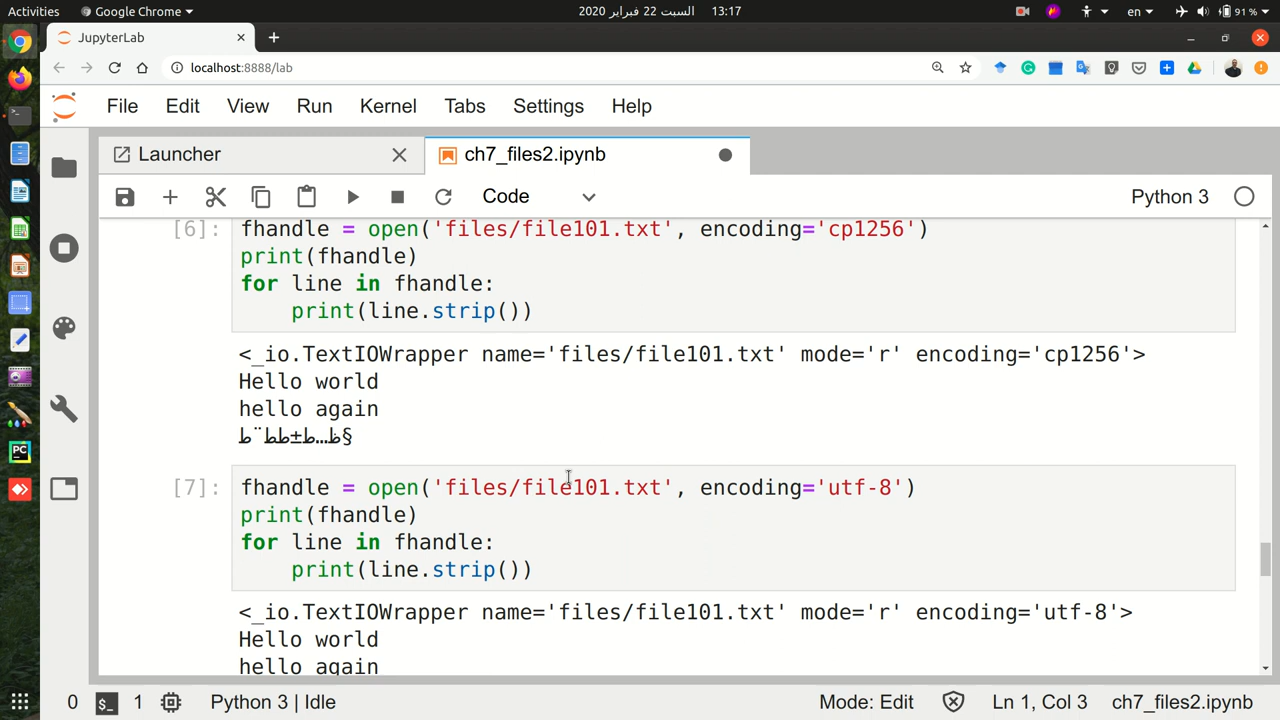 Activities Google Chrome السبت 22 فبراير 2020 13:17 en 91 %
JupyterLab
localhost:8888/lab
File Edit View Run Kernel Tabs Settings Help
Launcher ch7_files2.ipynb
Code Python 3
[6]: fhandle = open('files/file101.txt', encoding='cp1256')
print(fhandle)
for line in fhandle:
    print(line.strip())
<_io.TextIOWrapper name='files/file101.txt' mode='r' encoding='cp1256'>
Hello world
hello again
[7]: fhandle = open('files/file101.txt', encoding='utf-8')
print(fhandle)
for line in fhandle:
    print(line.strip())
<_io.TextIOWrapper name='files/file101.txt' mode='r' encoding='utf-8'>
Hello world
hello again
0 1 Python 3 | Idle Mode: Edit Ln 1, Col 3 ch7_files2.ipynb